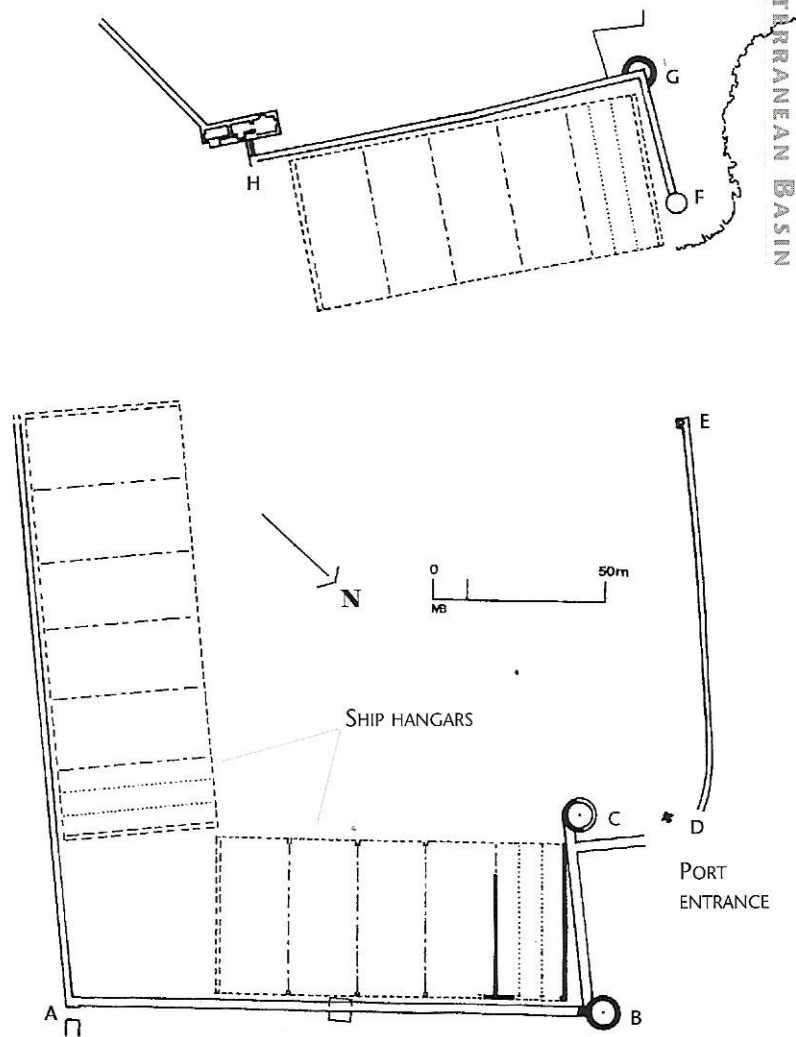 TERRANEAN BASIN
G
H
F
E
0 50m
MB
N
SHIP HANGARS
C
D
PORT
ENTRANCE
A
B